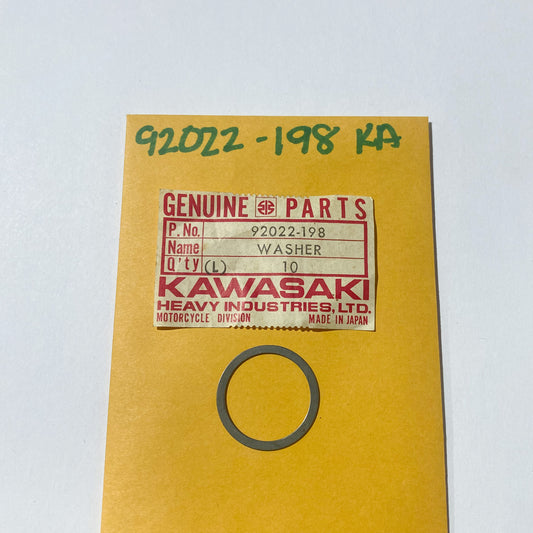 92022-198 KA
GENUINE PARTS
P. No. 92022-198
Name WASHER
Q'ty (L) 10
KAWASAKI
HEAVY INDUSTRIES, LTD.
MOTORCYCLE DIVISION MADE IN JAPAN